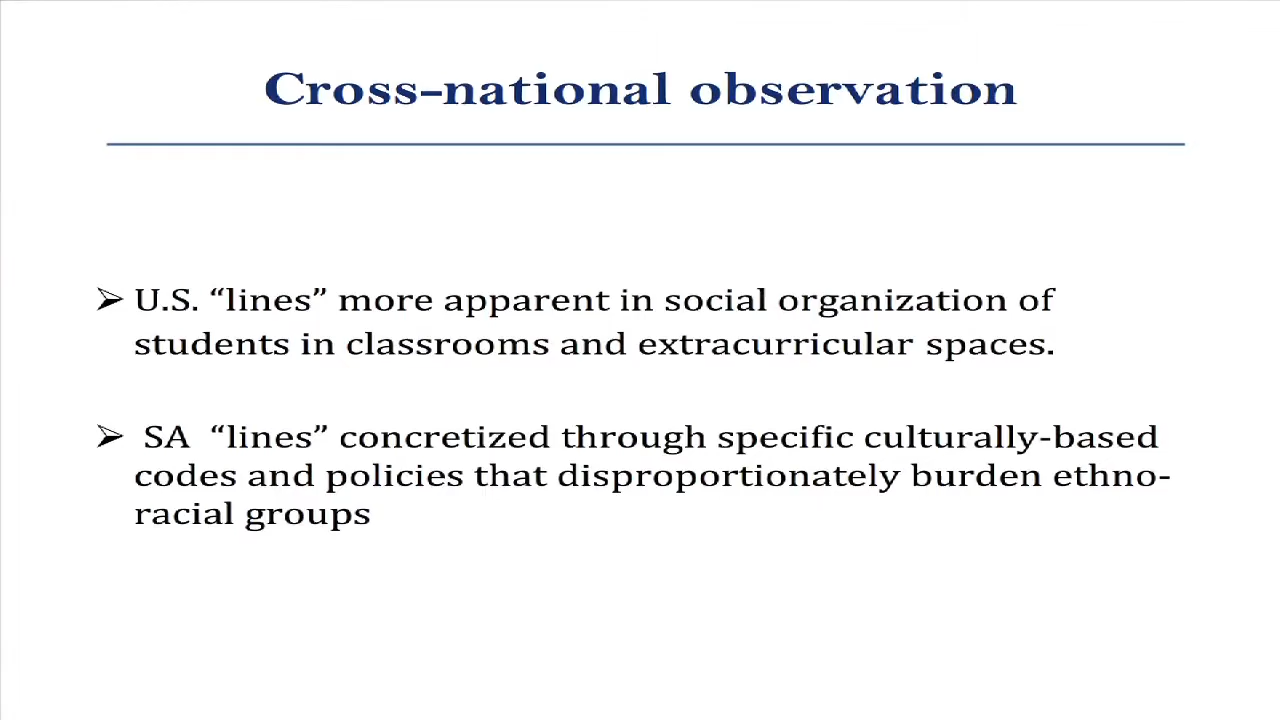 Cross-national observation
➢ U.S. “lines” more apparent in social organization of
students in classrooms and extracurricular spaces.
➢ SA “lines” concretized through specific culturally-based
codes and policies that disproportionately burden ethno-
racial groups